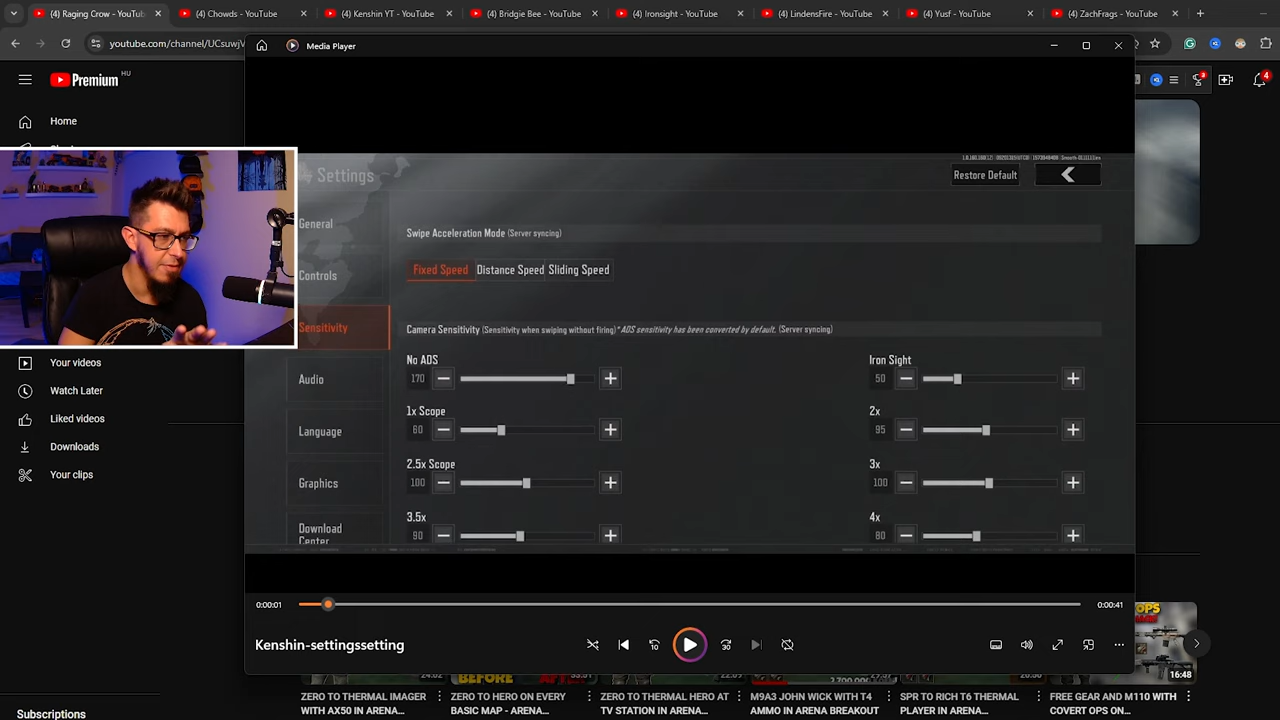 (4) Raging Crow - YouTub
(4) Chowds - YouTube
(4) Kenshin YT - YouTube
(4) Bridgie Bee - YouTube
(4) Ironsight - YouTube
(4) LindensFire - YouTube
(4) Yusf - YouTube
(4) ZachFrags - YouTube
youtube.com/channel/UCsuwjV
Media Player
Premium HU
3
4
Home
Settings
Restore Default
General
Swipe Acceleration Mode (Server syncing)
Controls
Fixed Speed Distance Speed Sliding Speed
Sensitivity
Camera Sensitivity (Sensitivity when swiping without firing) * ADS sensitivity has been converted by default. (Server syncing)
No ADS
170
Iron Sight
50
Your videos
Watch Later
Audio
1x Scope
60
2x
95
Liked videos
Language
Downloads
2.5x Scope
100
3x
100
Your clips
Graphics
3.5x
90
4x
80
Download
Center
0:00:01
0:00:41
Kenshin-settingssetting
10
30
OPS
BEFORE
AFTER
16:48
ZERO TO THERMAL IMAGER
WITH AX50 IN ARENA...
ZERO TO HERO ON EVERY
BASIC MAP - ARENA...
ZERO TO THERMAL HERO AT
TV STATION IN ARENA...
M9A3 JOHN WICK WITH T4
AMMO IN ARENA BREAKOUT
SPR TO RICH T6 THERMAL
PLAYER IN ARENA...
FREE GEAR AND M110 WITH
COVERT OPS ON...
Subscriptions